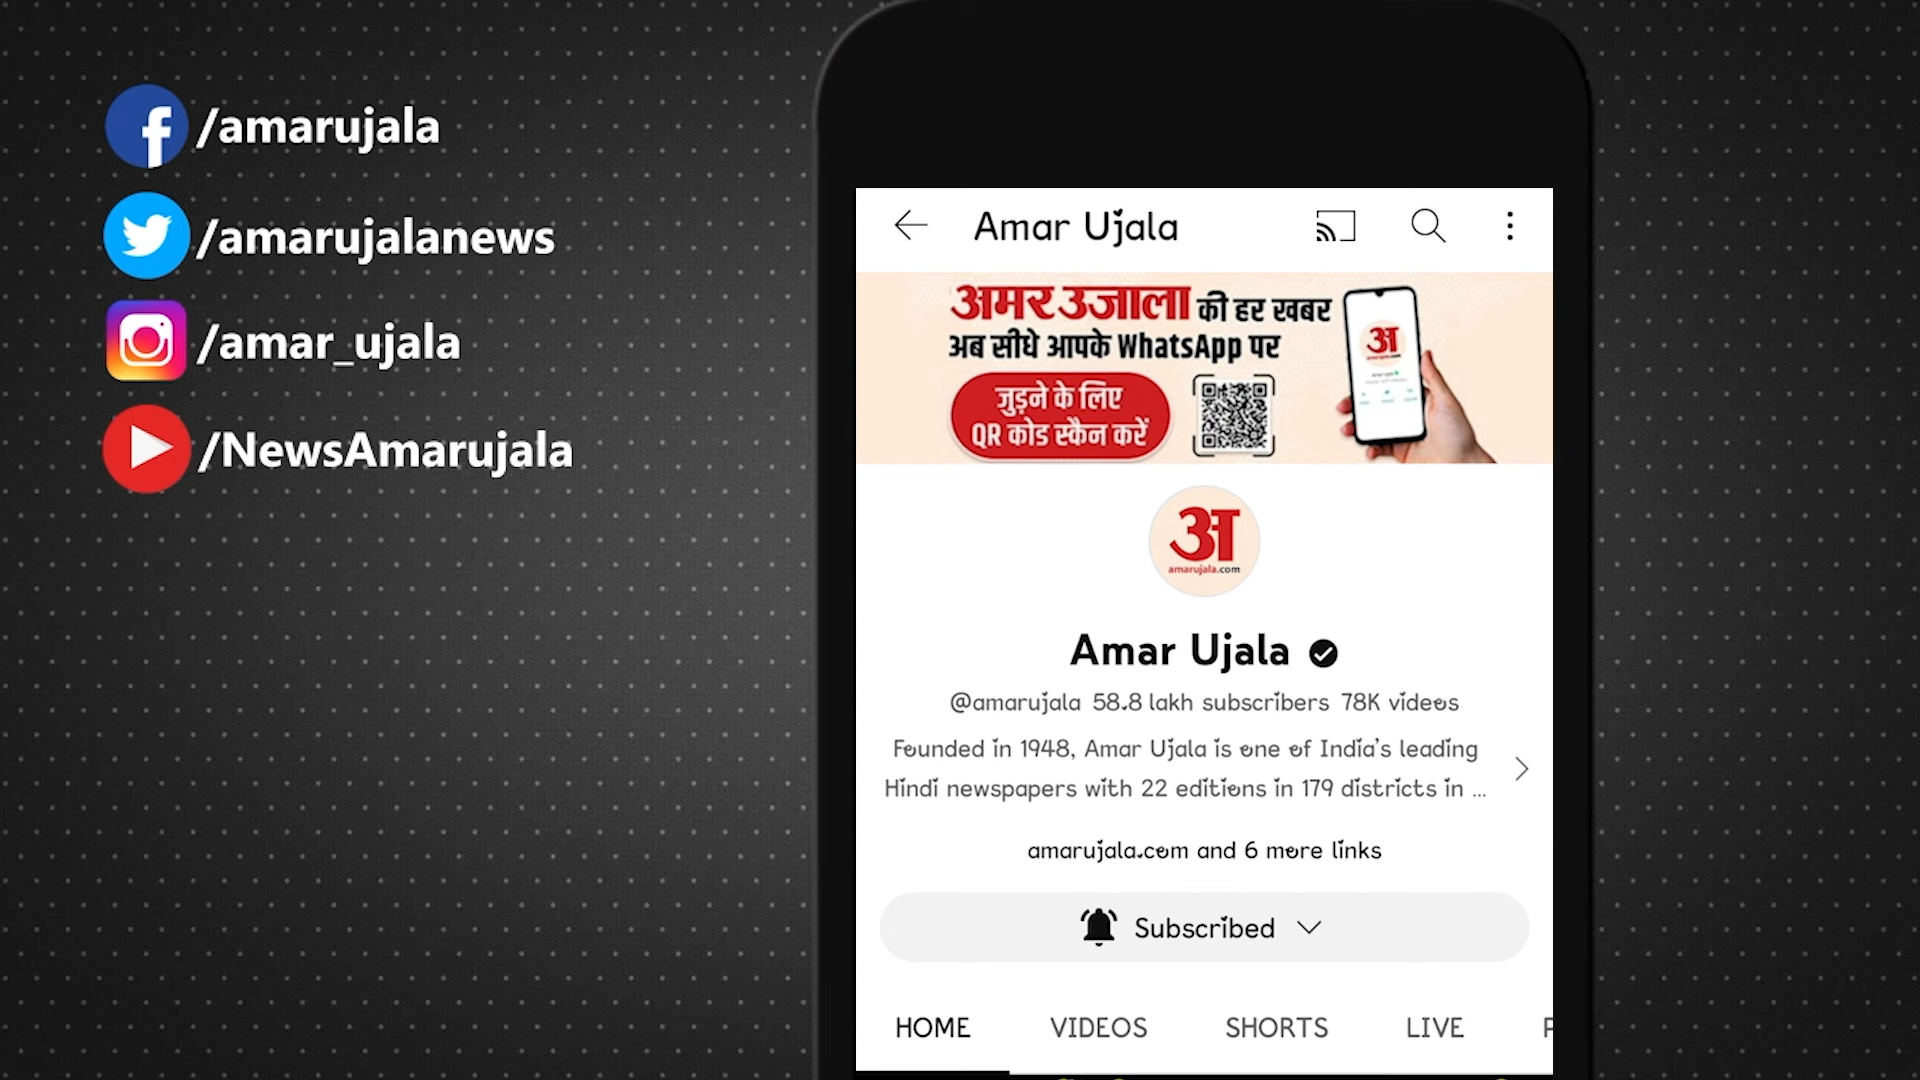 /amarujala
/amarujalanews
/amar_ujala
/NewsAmarujala
Amar Ujala
अमर उजाला की हर खबर
अब सीधे आपके WhatsApp पर
जुड़ने के लिए
QR कोड स्कैन करें
अ
अ
amarujala.com
Amar Ujala
@amarujala 58.8 lakh subscribers 78K videos
Founded in 1948, Amar Ujala is one of India's leading
Hindi newspapers with 22 editions in 179 districts in ...
amarujala.com and 6 more links
Subscribed
HOME VIDEOS SHORTS LIVE